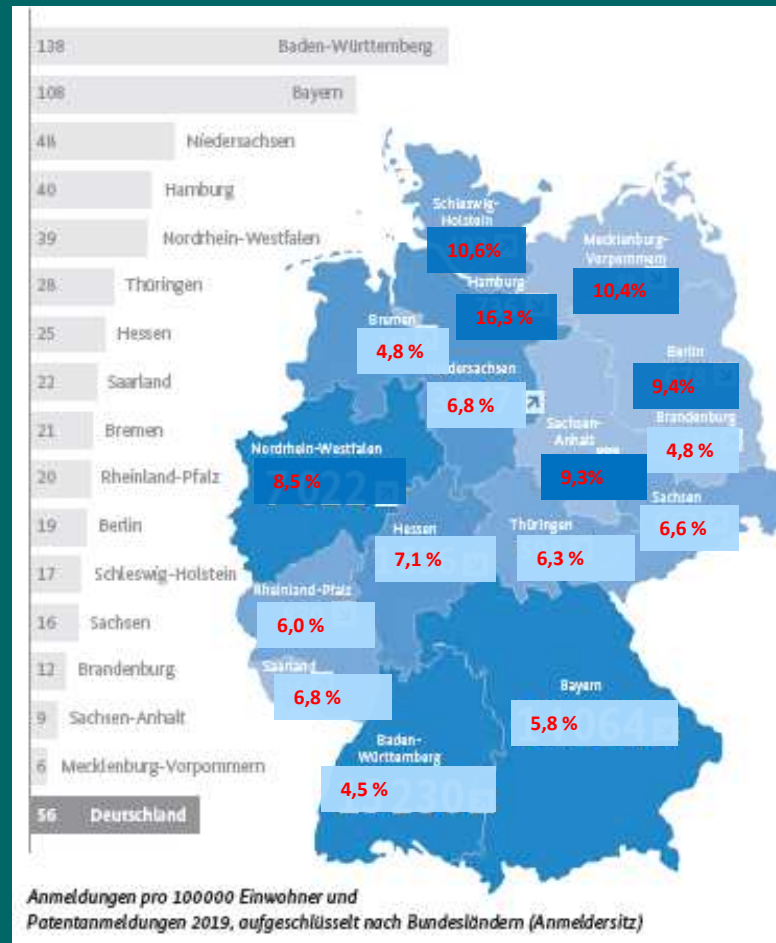 138 Baden-Württemberg
108 Bayern
48 Niedersachsen
40 Hamburg
39 Nordrhein-Westfalen
28 Thüringen
25 Hessen
22 Saarland
21 Bremen
20 Rheinland-Pfalz
19 Berlin
17 Schleswig-Holstein
16 Sachsen
12 Brandenburg
9 Sachsen-Anhalt
6 Mecklenburg-Vorpommern
56 Deutschland
Schleswig-
Holstein
10,6%
Mecklenburg-
Vorpommern
10,4%
Hamburg
16,3 %
Bremen
4,8 %
6,8 %
Berlin
9,4%
Brandenburg
4,8 %
Sachsen-
Anhalt
9,3%
Nordrhein-Westfalen
8,5 %
7 022
Sachsen
6,6 %
Hessen
7,1 %
Thüringen
6,3 %
Rheinland-Pfalz
6,0 %
Saarland
6,8 %
Bayern
5,8 %
064
Baden-
Württemberg
4,5 %
230
Anmeldungen pro 100000 Einwohner und
Patentanmeldungen 2019, aufgeschlüsselt nach Bundesländern (Anmeldersitz)